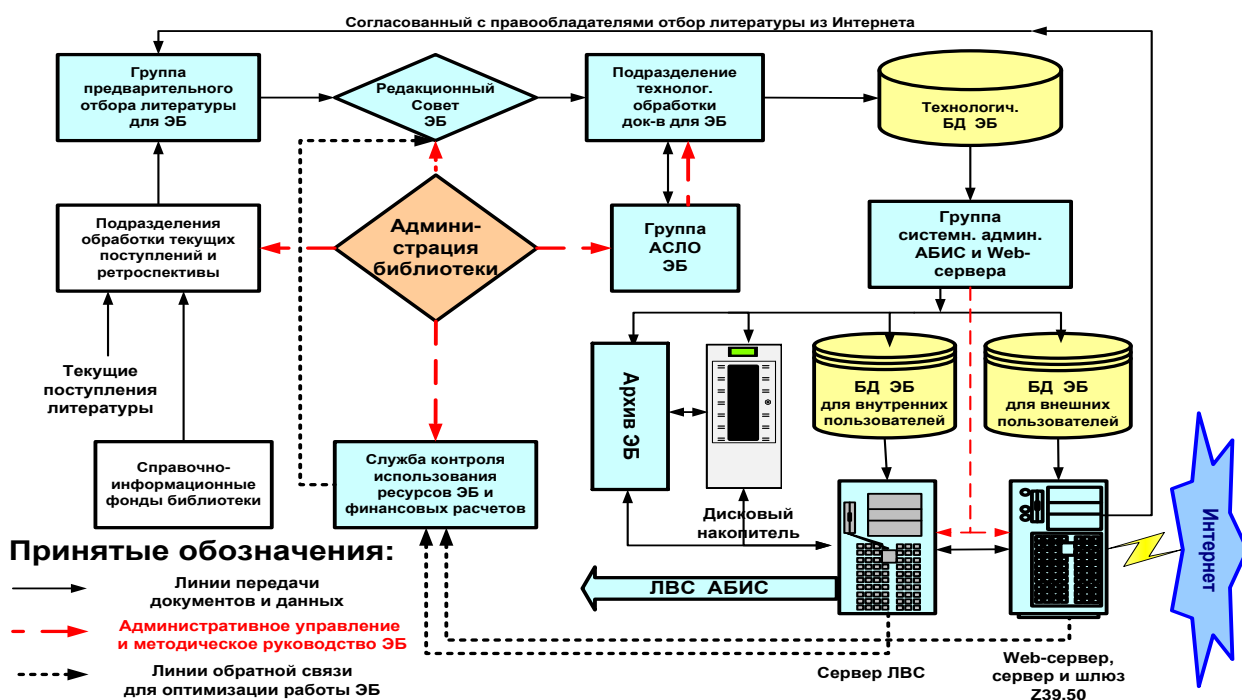 Согласованный с правообладателями отбор литературы из Интернета
Группа
предварительного
отбора литературы
для ЭБ
Редакционный
Совет
ЭБ
Подразделение
технолог.
обработки
док-в для ЭБ
Технологич.
БД ЭБ
Подразделения
обработки текущих
поступлений и
ретроспективы
Админи-
страция
библиотеки
Группа
АСЛО
ЭБ
Группа
системн. админ.
АБИС и Web-
сервера
Текущие
поступления
литературы
Архив ЭБ
БД ЭБ
для внутренних
пользователей
БД ЭБ
для внешних
пользователей
Справочно-
информационные
фонды библиотеки
Служба контроля
использования
ресурсов ЭБ и
финансовых расчетов
Дисковый
накопитель
Интернет
Принятые обозначения:
Линии передачи
документов и данных
Административное управление
и методическое руководство ЭБ
Линии обратной связи
для оптимизации работы ЭБ
ЛВС АБИС
Сервер ЛВС
Web-сервер,
сервер и шлюз
Z39.50